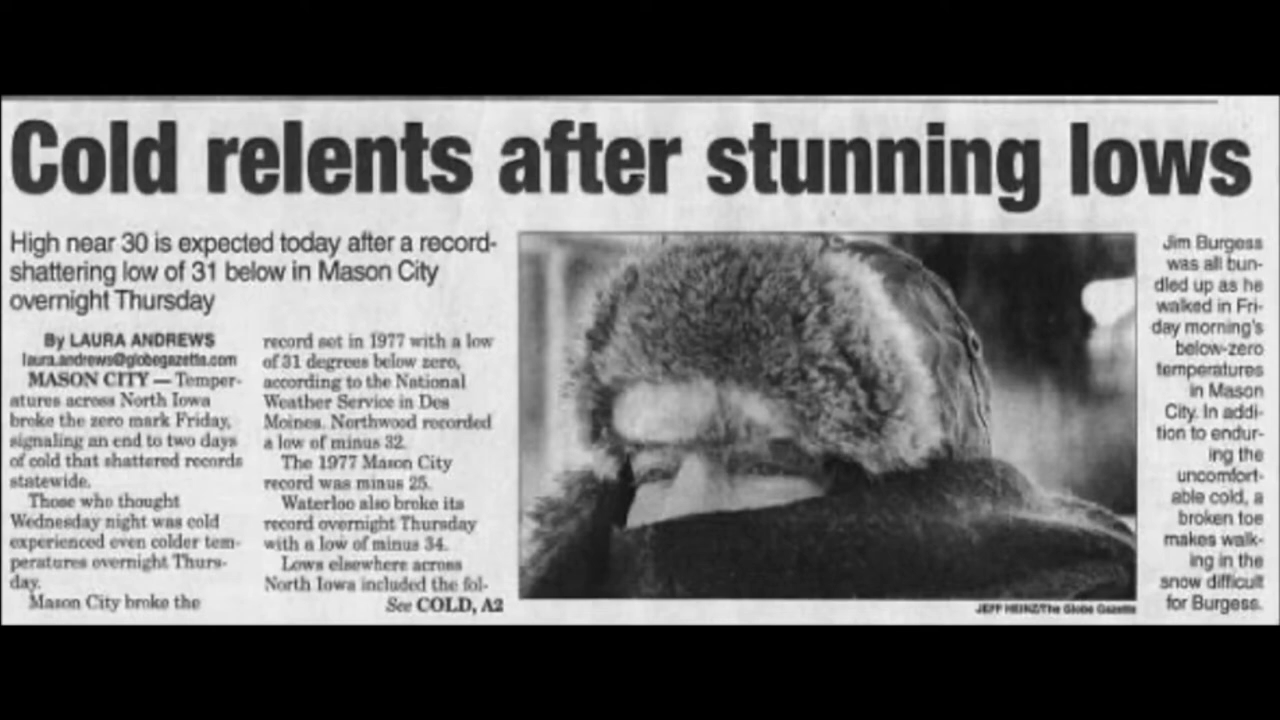 Cold relents after stunning lows
High near 30 is expected today after a record-
shattering low of 31 below in Mason City
overnight Thursday
By LAURA ANDREWS
laura.andrews@globegazette.com
MASON CITY — Temper-
atures across North Iowa
broke the zero mark Friday,
signaling an end to two days
of cold that shattered records
statewide.
Those who thought
Wednesday night was cold
experienced even colder tem-
peratures overnight Thurs-
day.
Mason City broke the
record set in 1977 with a low
of 31 degrees below zero,
according to the National
Weather Service in Des
Moines. Northwood recorded
a low of minus 32.
The 1977 Mason City
record was minus 25.
Waterloo also broke its
record overnight Thursday
with a low of minus 34.
Lows elsewhere across
North Iowa included the fol-
See COLD, A2
JEFF HEINZ/The Globe Gazette
Jim Burgess
was all bun-
dled up as he
walked in Fri-
day morning's
below-zero
temperatures
in Mason
City. In addi-
tion to endur-
ing the
uncomfort-
able cold, a
broken toe
makes walk-
ing in the
snow difficult
for Burgess.